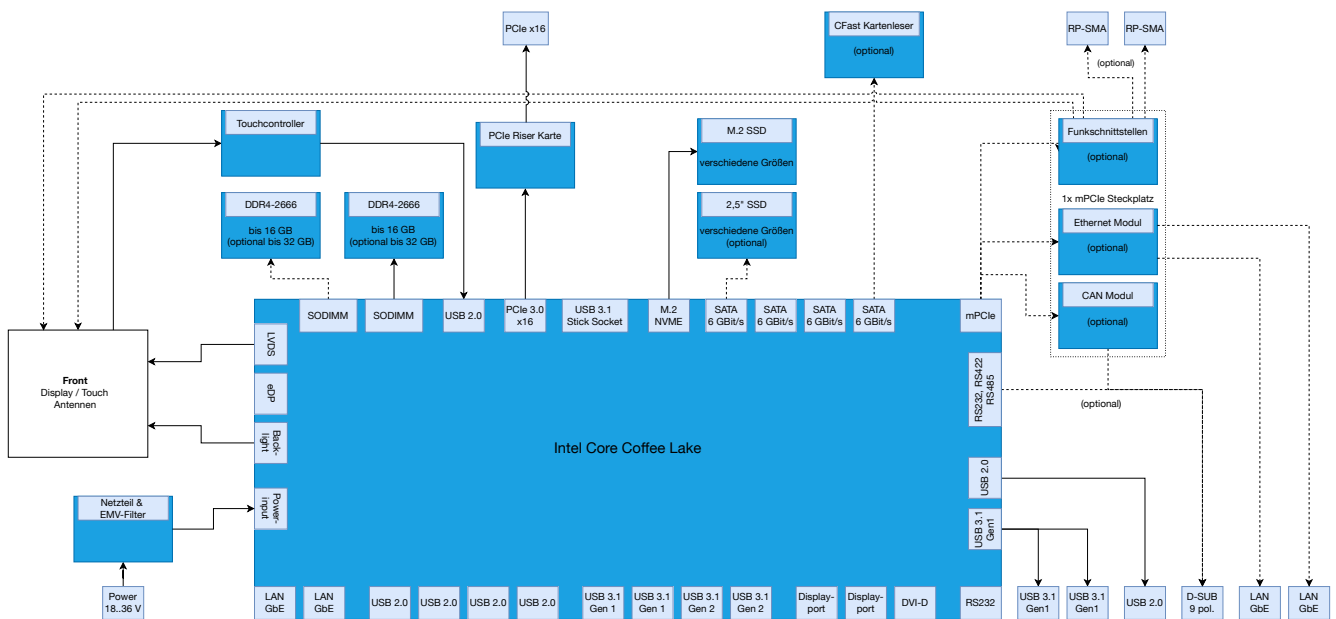 PCIe x16
CFast Kartenleser
(optional)
RP-SMA
RP-SMA
(optional)
Touchcontroller
PCIe Riser Karte
M.2 SSD
verschiedene Größen
Funkschnittstellen
(optional)
1x mPCIe Steckplatz
DDR4-2666
bis 16 GB
(optional bis 32 GB)
DDR4-2666
bis 16 GB
(optional bis 32 GB)
2,5" SSD
verschiedene Größen
(optional)
Ethernet Modul
(optional)
CAN Modul
(optional)
SODIMM
SODIMM
USB 2.0
PCIe 3.0
x16
USB 3.1
Stick Socket
M.2
NVME
SATA
6 GBit/s
SATA
6 GBit/s
SATA
6 GBit/s
SATA
6 GBit/s
mPCIe
Front
Display / Touch
Antennen
LVDS
eDP
Back-
light
Power-
input
RS232, RS422
RS485
(optional)
Intel Core Coffee Lake
USB 2.0
USB 3.1
Gen1
Netzteil &
EMV-Filter
Power
18..36 V
LAN
GbE
LAN
GbE
USB 2.0
USB 2.0
USB 2.0
USB 2.0
USB 3.1
Gen 1
USB 3.1
Gen 1
USB 3.1
Gen 2
USB 3.1
Gen 2
Display-
port
Display-
port
DVI-D
RS232
USB 3.1
Gen1
USB 3.1
Gen1
USB 2.0
D-SUB
9 pol.
LAN
GbE
LAN
GbE